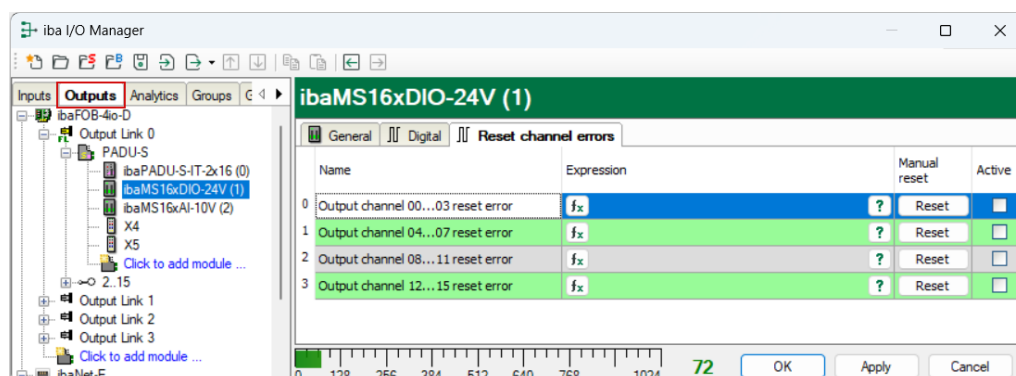 iba I/O Manager
Inputs Outputs Analytics Groups
ibaMS16xDIO-24V (1)
ibaFOB-4io-D
Output Link 0
PADU-S
ibaPADU-S-IT-2x16 (0)
ibaMS16xDIO-24V (1)
ibaMS16xAI-10V (2)
X4
X5
Click to add module ...
2..15
Output Link 1
Output Link 2
Output Link 3
Click to add module ...
ibaNet-E
General Digital Reset channel errors
Name Expression Manual reset Active
0 Output channel 00...03 reset error fx ? Reset
1 Output channel 04...07 reset error fx ? Reset
2 Output channel 08...11 reset error fx ? Reset
3 Output channel 12...15 reset error fx ? Reset
0 128 256 384 512 640 768 1024 72 OK Apply Cancel